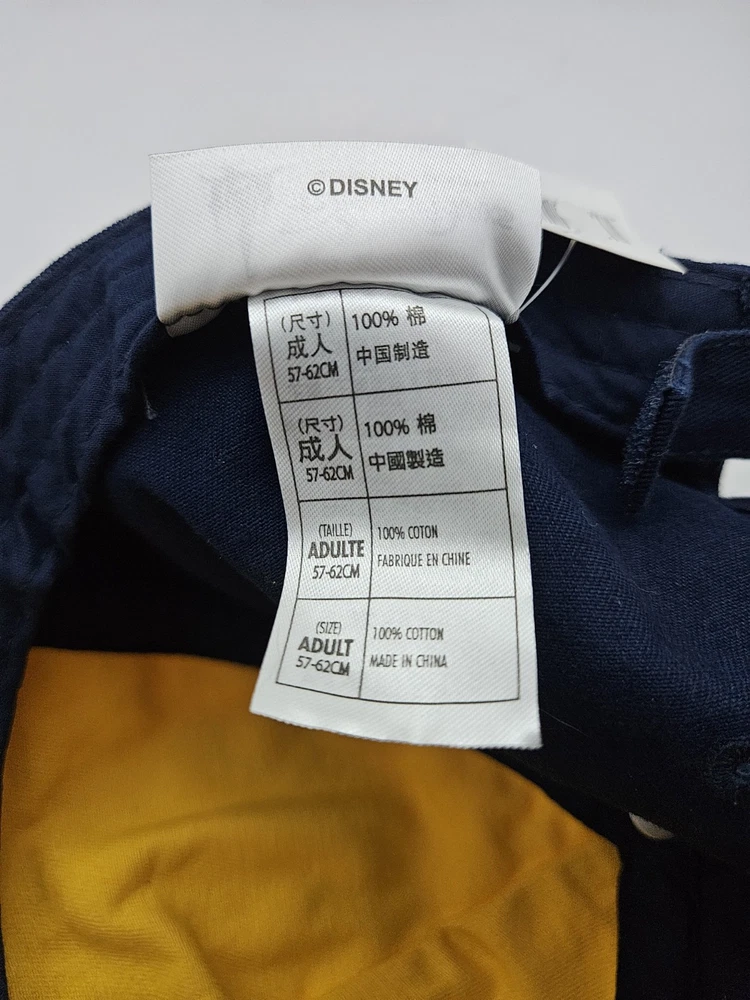 ©DISNEY
(尺寸)
成人
57-62CM
100% 棉
中国制造
(尺寸)
成人
57-62CM
100% 棉
中國製造
(TAILLE)
ADULTE
57-62CM
100% COTON
FABRIQUE EN CHINE
(SIZE)
ADULT
57-62CM
100% COTTON
MADE IN CHINA